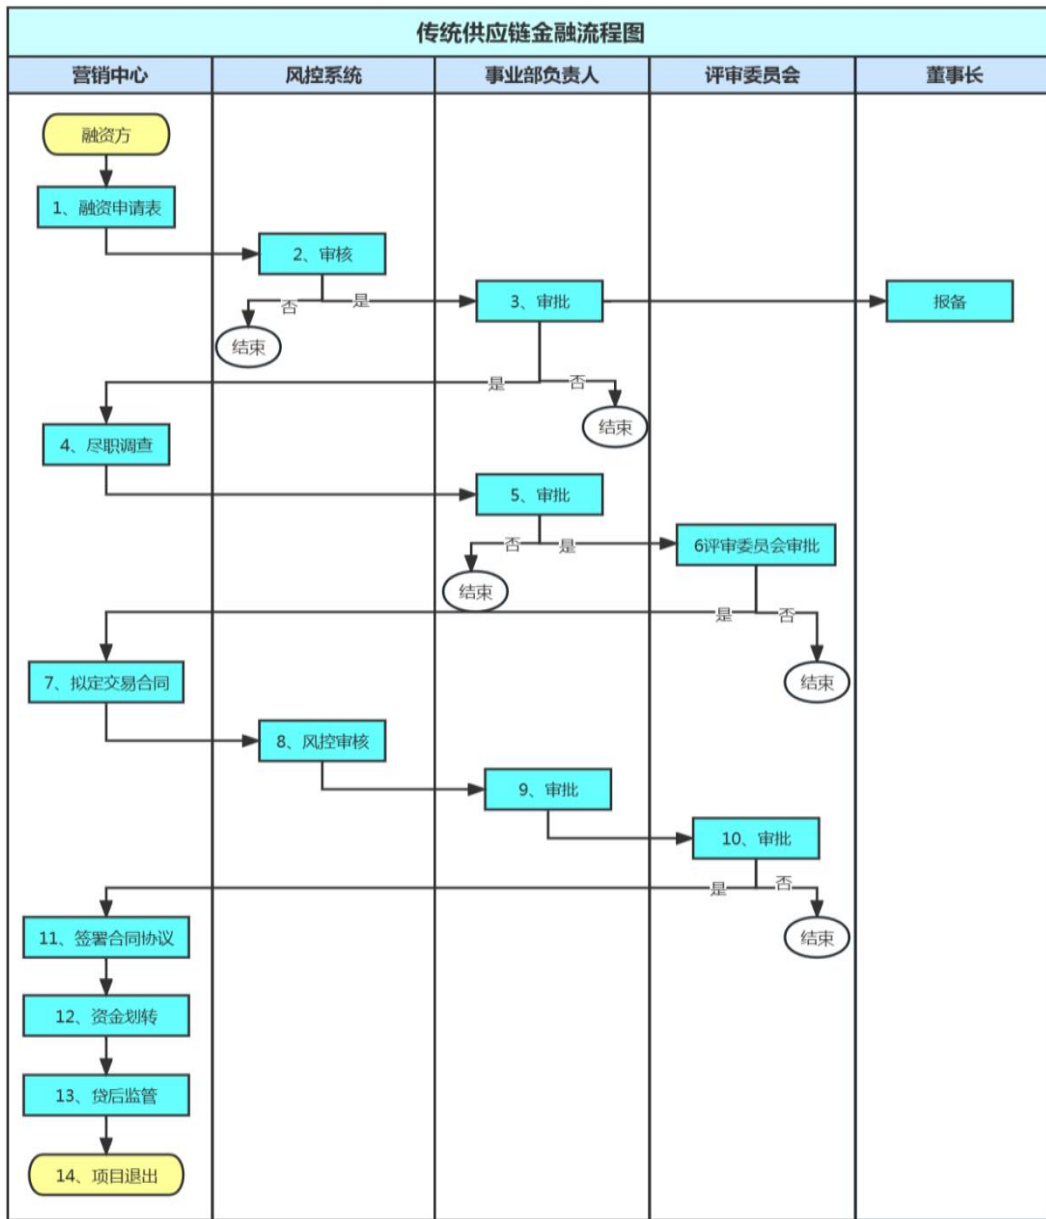 传统供应链金融流程图
营销中心 风控系统 事业部负责人 评审委员会 董事长
融资方
1、融资申请表
2、审核
否 是
3、审批
报备
结束
是 否
4、尽职调查
结束
5、审批
否 是
6评审委员会审批
结束
是 否
7、拟定交易合同
结束
8、风控审核
9、审批
10、审批
是 否
11、签署合同协议
结束
12、资金划转
13、贷后监管
14、项目退出